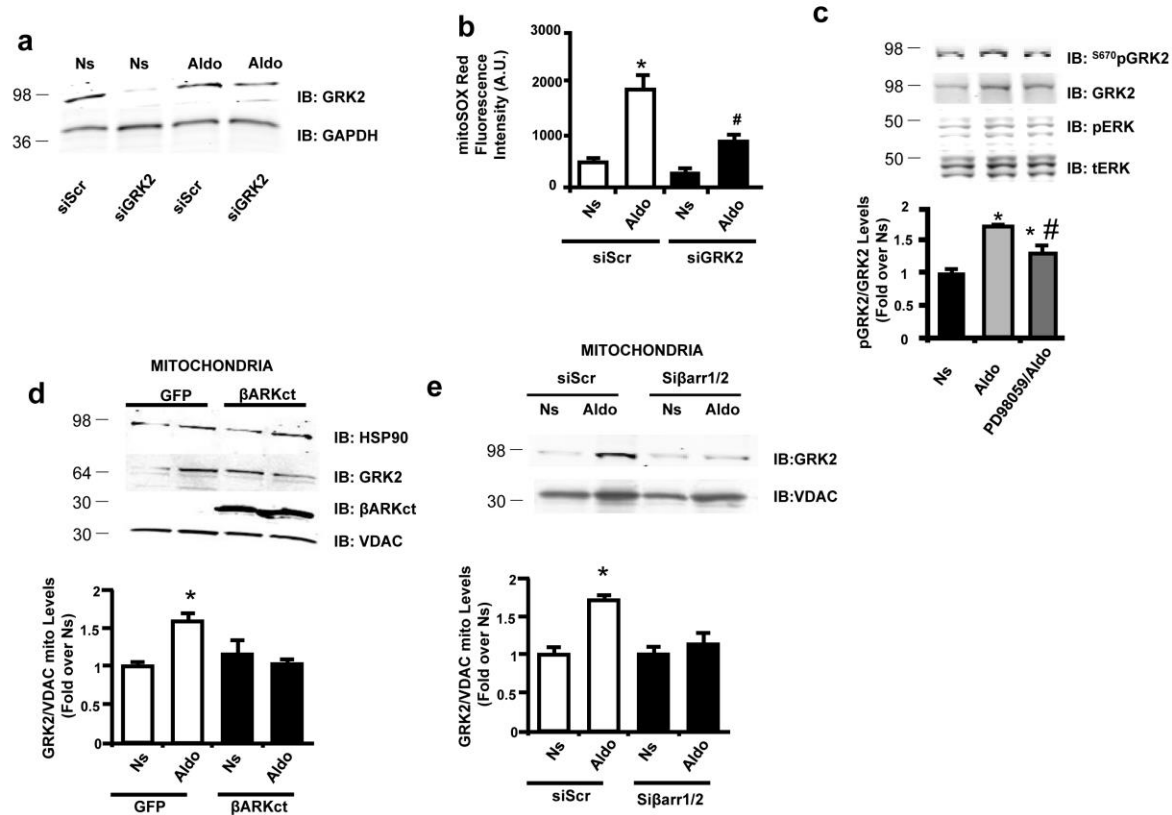 a
Ns Ns Aldo Aldo
98
IB: GRK2
36
IB: GAPDH
siScr siGRK2 siScr siGRK2
b
mitoSOX Red
Fluorescence
Intensity (A.U.)
3000
2000
1000
0
*
#
Ns Aldo Ns Aldo
siScr siGRK2
c
98
IB: S670pGRK2
98
IB: GRK2
50
IB: pERK
50
IB: tERK
pGRK2/GRK2 Levels
(Fold over Ns)
2
1.5
1
0.5
0
*
* #
Ns Aldo PD98059/Aldo
MITOCHONDRIA
d
GFP βARKct
98
IB: HSP90
64
IB: GRK2
30
IB: βARKct
30
IB: VDAC
GRK2/VDAC mito Levels
(Fold over Ns)
2
1.5
1
0.5
0
*
Ns Aldo Ns Aldo
GFP βARKct
MITOCHONDRIA
e
siScr Siβarr1/2
Ns Aldo Ns Aldo
98
IB:GRK2
30
IB:VDAC
GRK2/VDAC mito Levels
(Fold over Ns)
2
1.5
1
0.5
0
*
Ns Aldo Ns Aldo
siScr Siβarr1/2